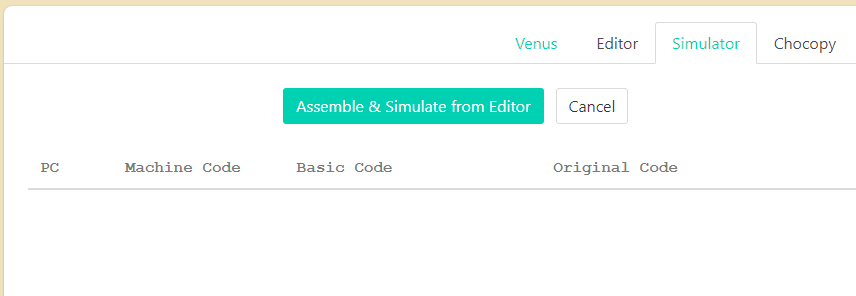 Venus Editor Simulator Chocopy
Assemble & Simulate from Editor Cancel
PC Machine Code Basic Code Original Code